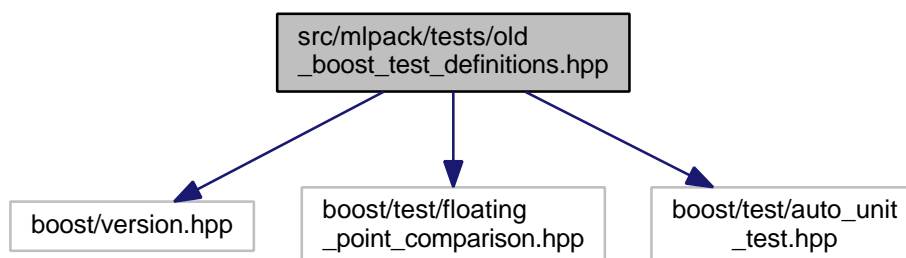 src/mlpack/tests/old
_boost_test_definitions.hpp
boost/version.hpp
boost/test/floating
_point_comparison.hpp
boost/test/auto_unit
_test.hpp